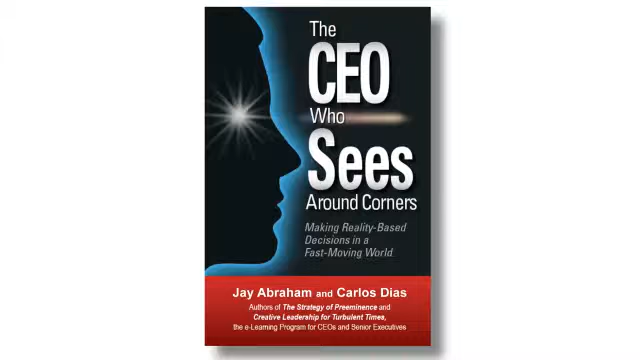 The
CEO
Who
Sees
Around Corners
Making Reality-Based
Decisions in a
Fast-Moving World
Jay Abraham and Carlos Dias
Authors of The Strategy of Preeminence and
Creative Leadership for Turbulent Times,
the e-Learning Program for CEOs and Senior Executives